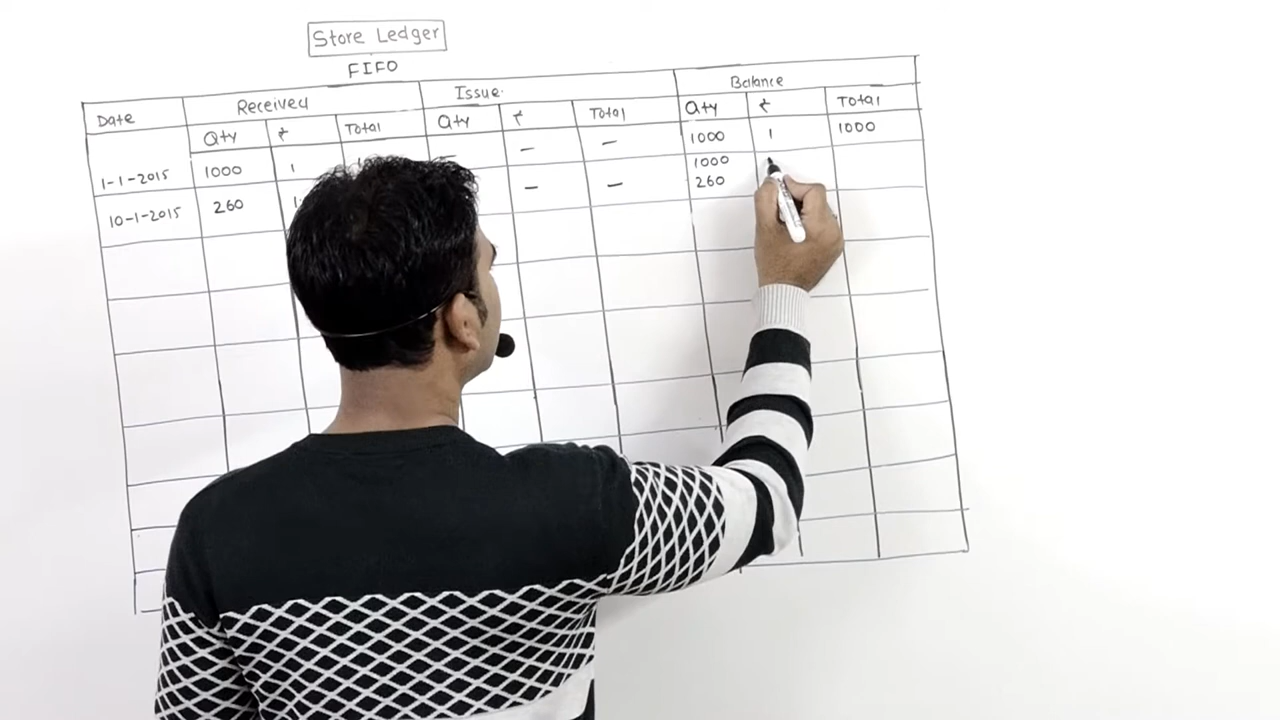 Store Ledger
FIFO
Date Received Issue Balance
Qty ₹ Total Qty ₹ Total Qty ₹ Total
1-1-2015 1000 1 — — 1000 1 1000
10-1-2015 260 — — 1000
260